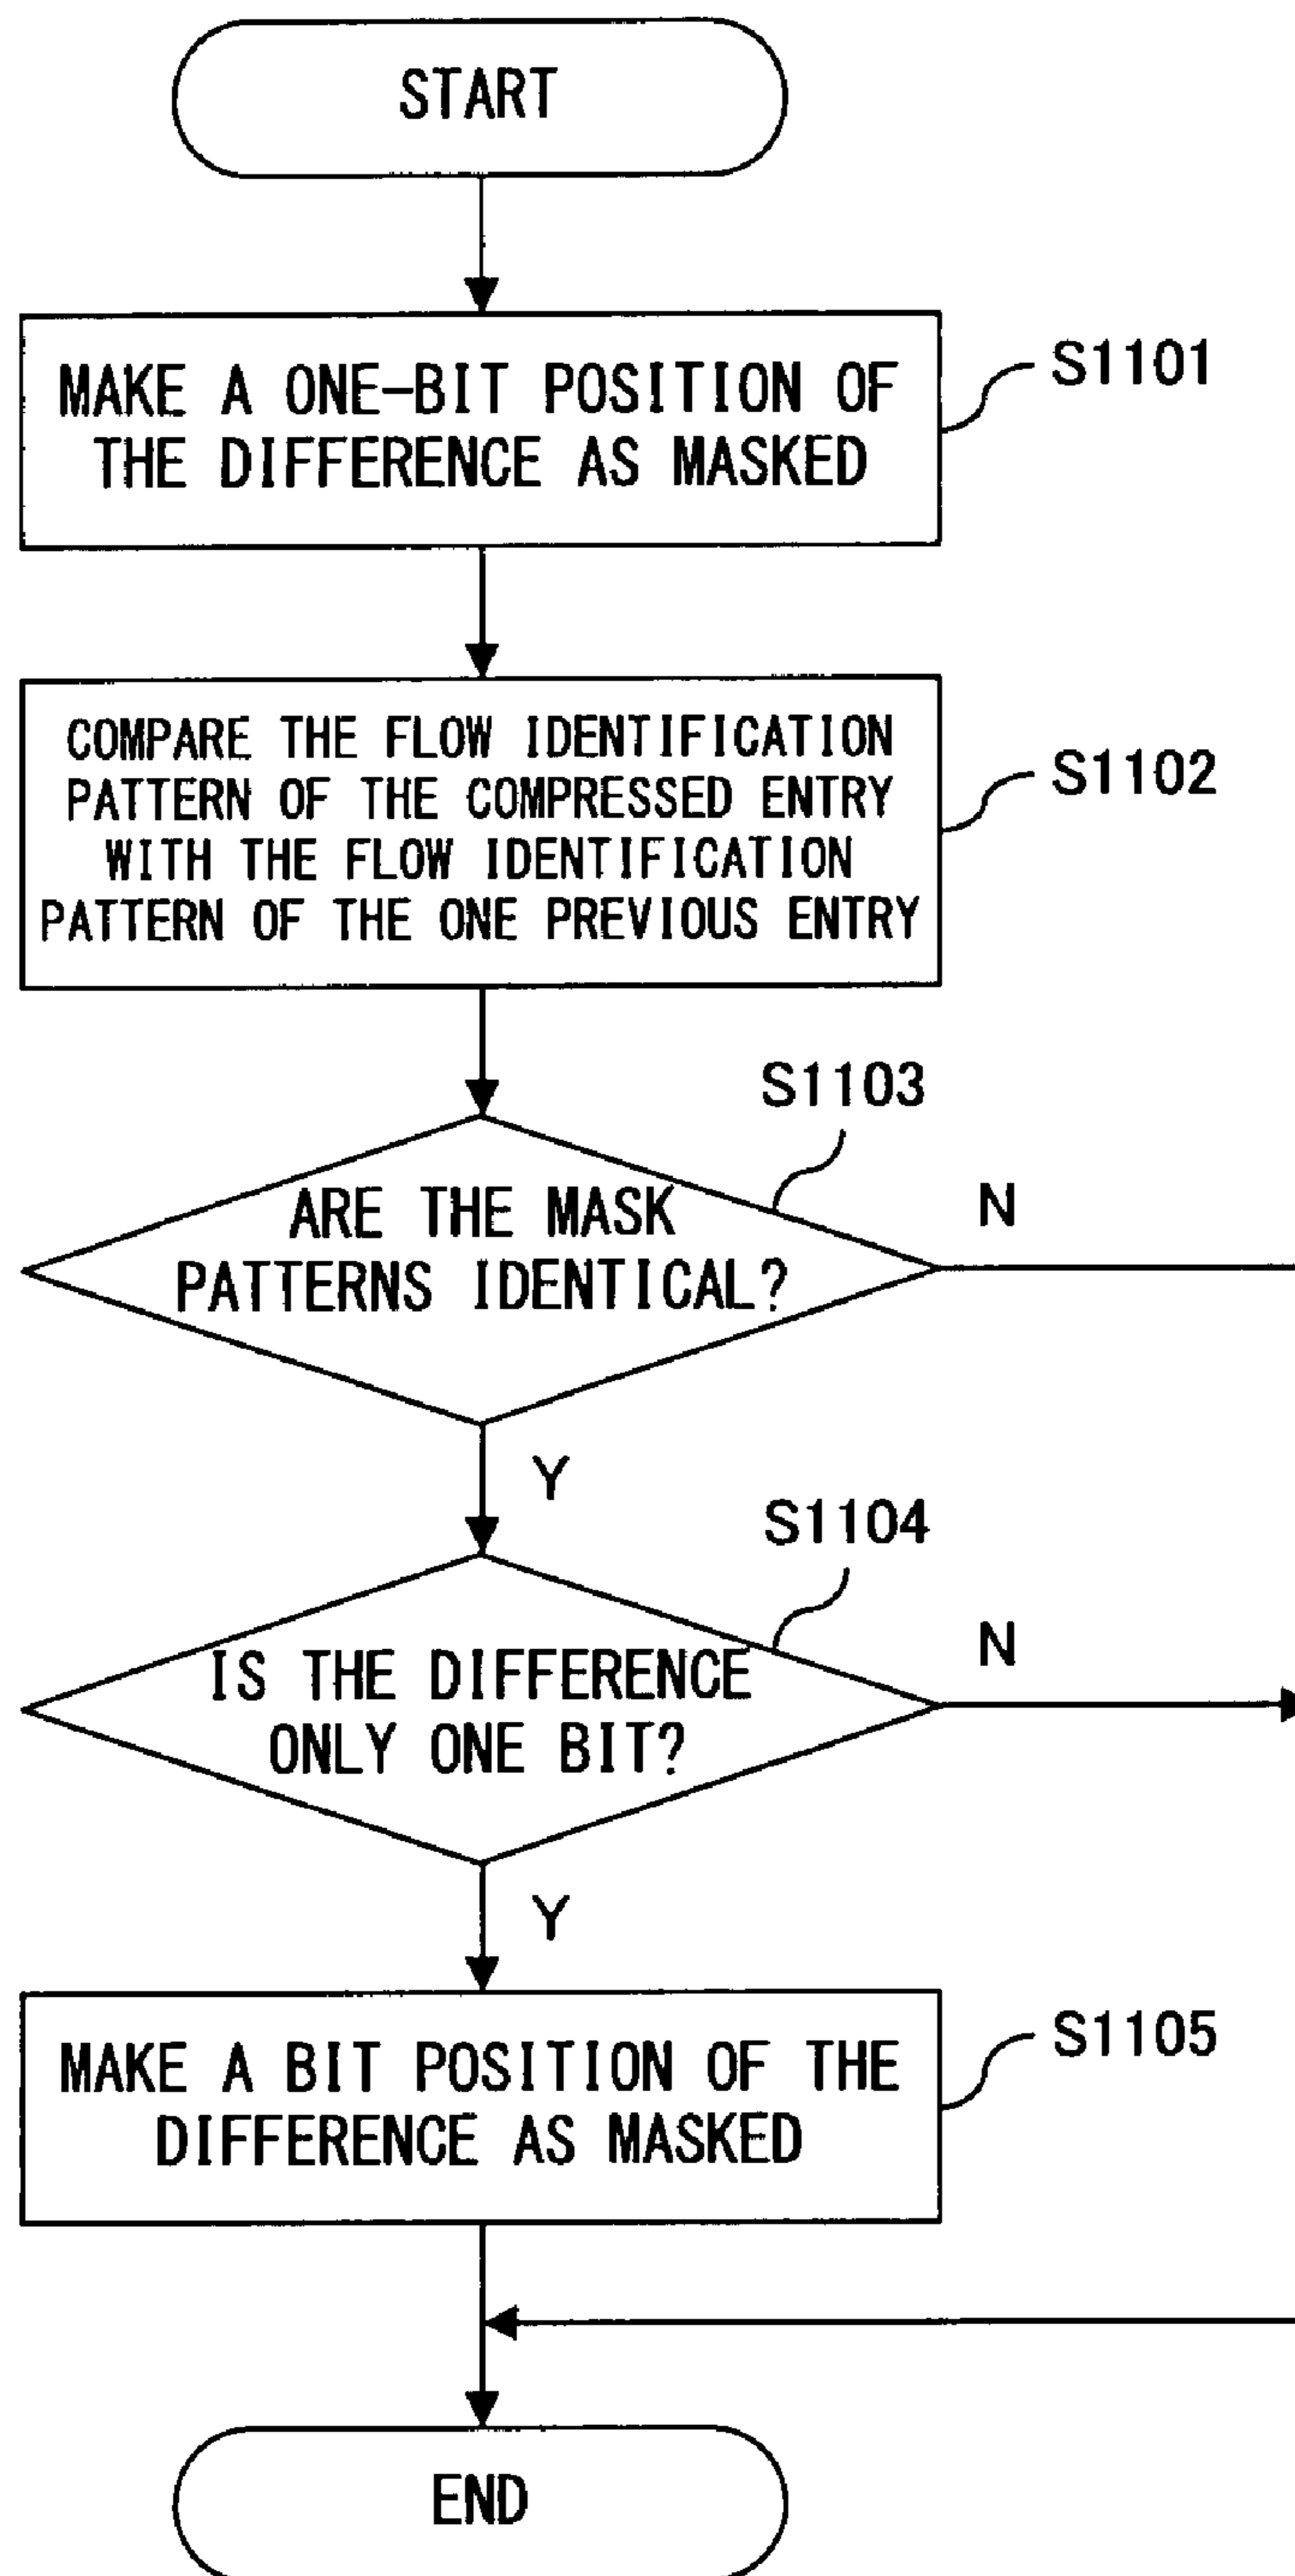 START
MAKE A ONE-BIT POSITION OF
THE DIFFERENCE AS MASKED
S1101
COMPARE THE FLOW IDENTIFICATION
PATTERN OF THE COMPRESSED ENTRY
WITH THE FLOW IDENTIFICATION
PATTERN OF THE ONE PREVIOUS ENTRY
S1102
S1103
ARE THE MASK
PATTERNS IDENTICAL?
N
Y
S1104
IS THE DIFFERENCE
ONLY ONE BIT?
N
Y
MAKE A BIT POSITION OF THE
DIFFERENCE AS MASKED
S1105
END